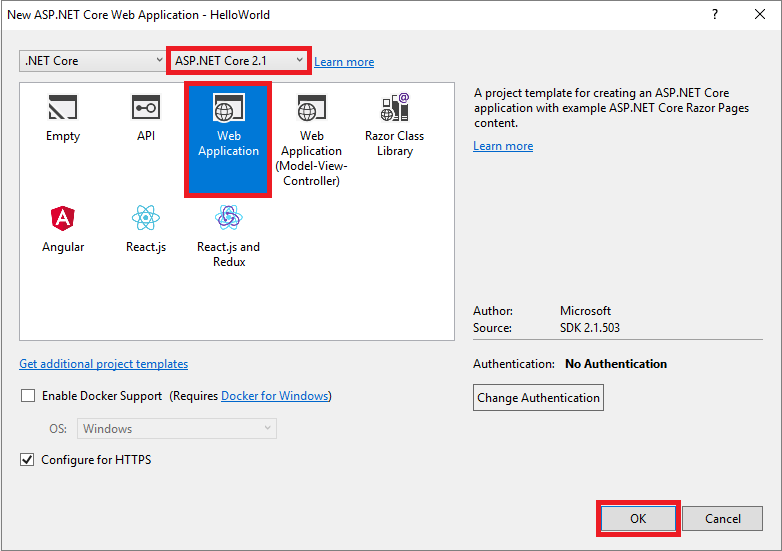 New ASP.NET Core Web Application - HelloWorld
.NET Core
ASP.NET Core 2.1
Learn more
Empty
API
Web
Application
Web
Application
(Model-View-
Controller)
Razor Class
Library
Angular
React.js
React.js and
Redux
A project template for creating an ASP.NET Core
application with example ASP.NET Core Razor Pages
content.
Learn more
Author: Microsoft
Source: SDK 2.1.503
Get additional project templates
Authentication: No Authentication
Enable Docker Support (Requires Docker for Windows)
Change Authentication
OS: Windows
Configure for HTTPS
OK
Cancel